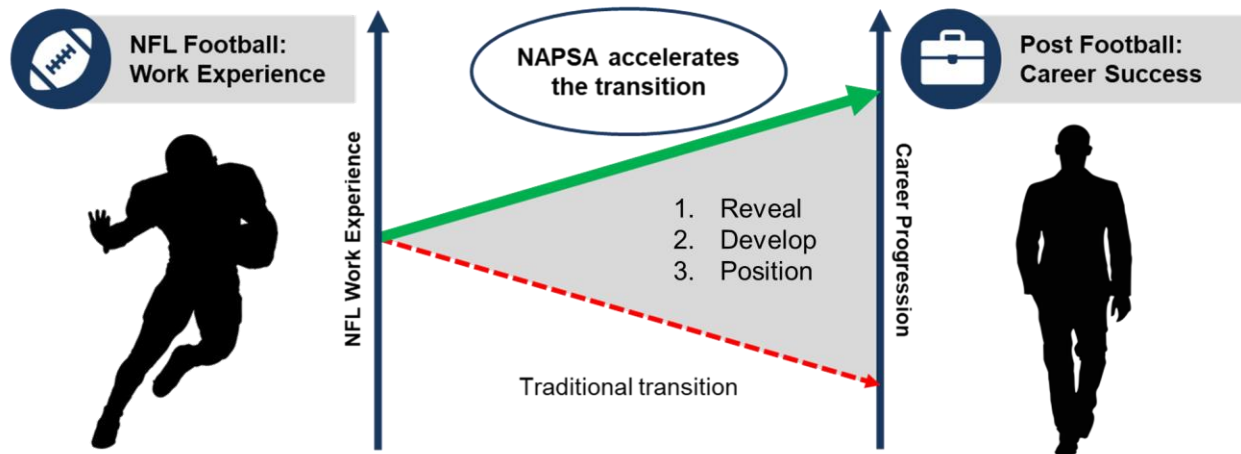 NFL Football:
Work Experience
NAPSA accelerates
the transition
Post Football:
Career Success
NFL Work Experience
Career Progression
1. Reveal
2. Develop
3. Position
Traditional transition